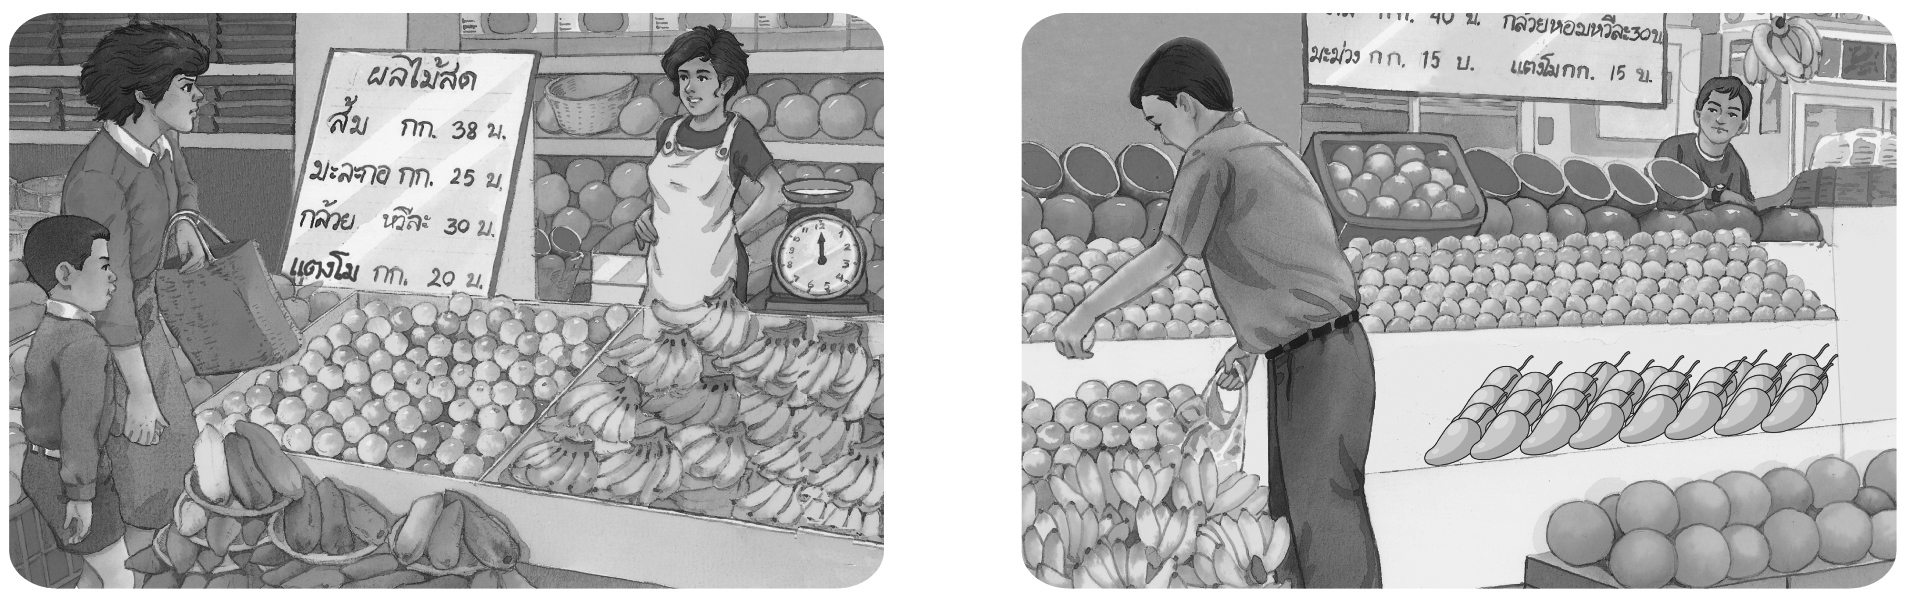 ผลไม้สด
ส้ม กก. 38 บ.
มะละกอ กก. 25 บ.
กล้วย หวีละ 30 บ.
แตงโม กก. 20 บ.
กก. 40 บ. กล้วยหอมหวีละ30บ.
มะม่วง กก. 15 บ. แตงโมกก. 15 บ.